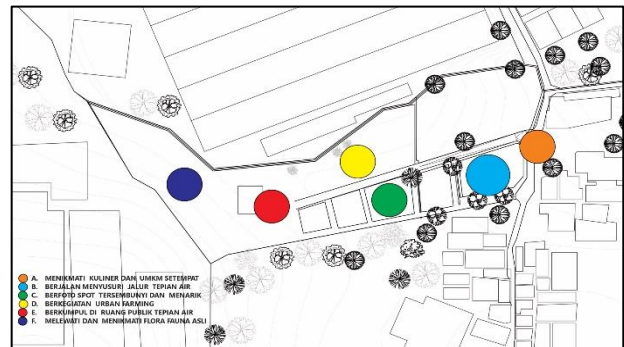 A. MENIKMATI KULINER DAN UMKM SETEMPAT
B. BERJALAN MENYUSURI JALUR TEPIAN AIR
C. BERFOTO SPOT TERSEMBUNYI DAN MENARIK
D. BERKEGIATAN URBAN FARMING
E. BERKUMPUL DI RUANG PUBLIK TEPIAN AIR
F. MELEWATI DAN MENIKMATI FLORA FAUNA ASLI